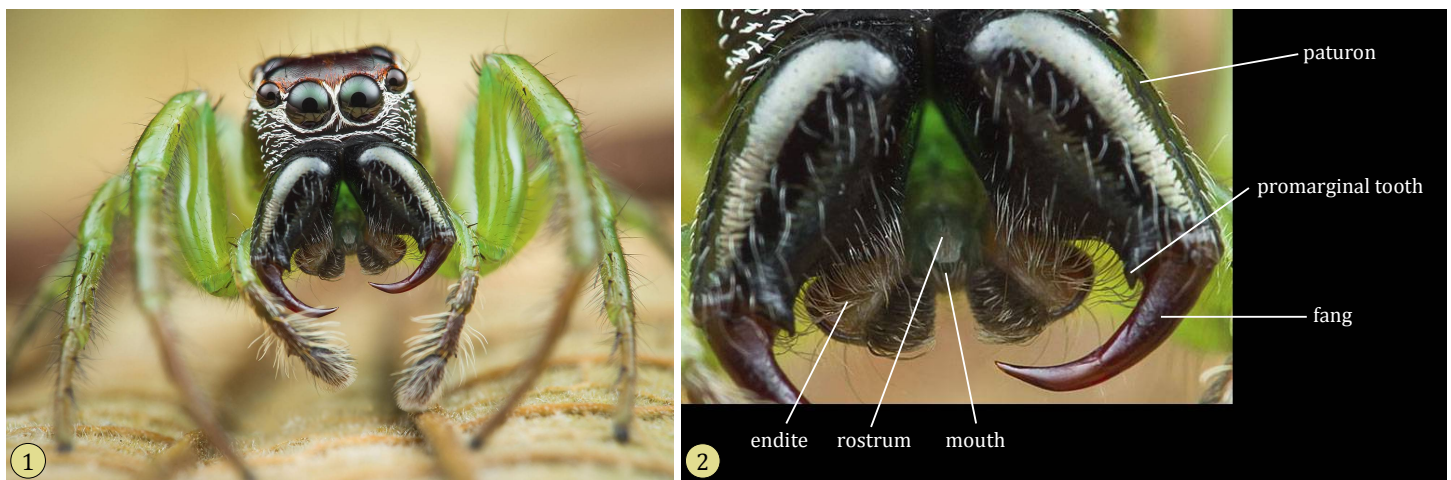 paturon
promarginal tooth
fang
endite
rostrum
mouth
1
2